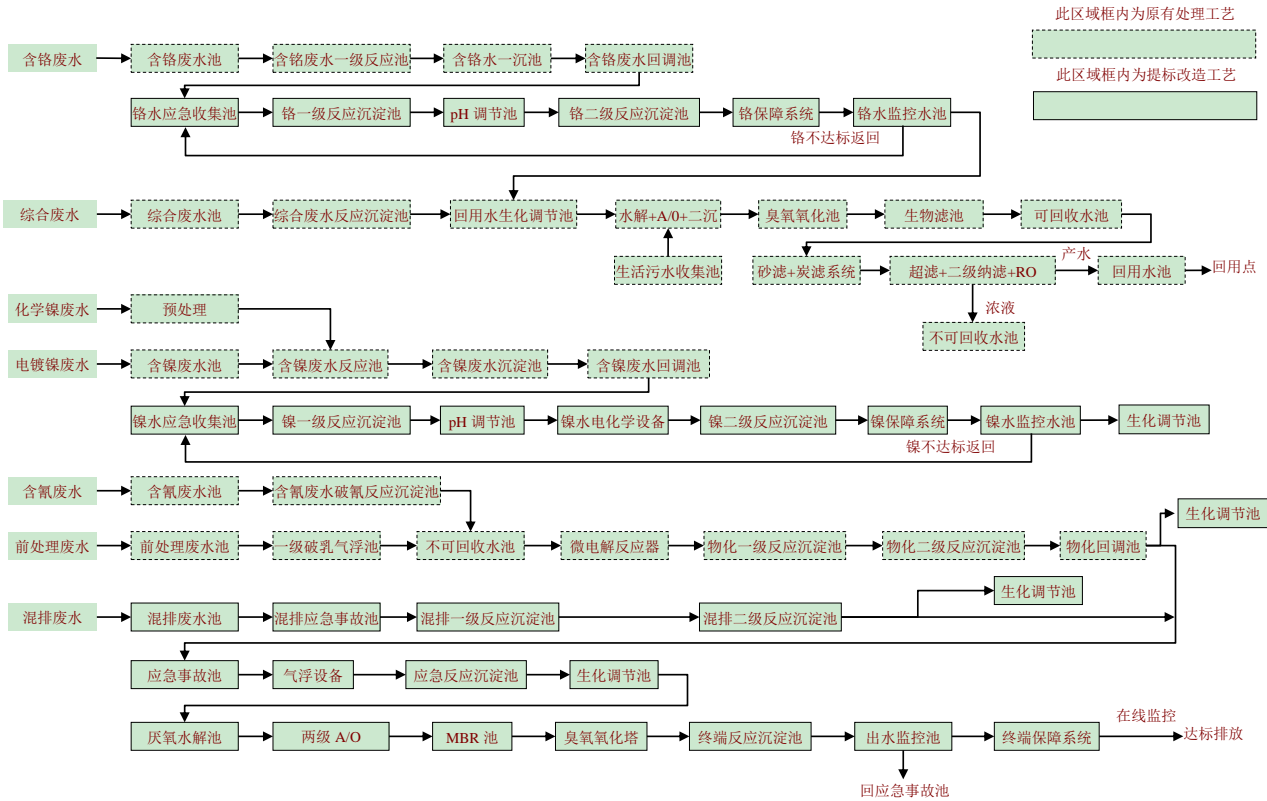 此区域框内为原有处理工艺
此区域框内为提标改造工艺
含铬废水
含铬废水池
含铬废水一级反应池
含铬水一沉池
含铬废水回调池
铬水应急收集池
铬一级反应沉淀池
pH 调节池
铬二级反应沉淀池
铬保障系统
铬水监控水池
铬不达标返回
综合废水
综合废水池
综合废水反应沉淀池
回用水生化调节池
水解+A/0+二沉
臭氧氧化池
生物滤池
可回收水池
生活污水收集池
砂滤+炭滤系统
超滤+二级纳滤+RO
产水
回用水池
回用点
浓液
不可回收水池
化学镍废水
预处理
电镀镍废水
含镍废水池
含镍废水反应池
含镍废水沉淀池
含镍废水回调池
镍水应急收集池
镍一级反应沉淀池
pH 调节池
镍水电化学设备
镍二级反应沉淀池
镍保障系统
镍水监控水池
生化调节池
镍不达标返回
含氰废水
含氰废水池
含氰废水破氰反应沉淀池
生化调节池
前处理废水
前处理废水池
一级破乳气浮池
不可回收水池
微电解反应器
物化一级反应沉淀池
物化二级反应沉淀池
物化回调池
生化调节池
混排废水
混排废水池
混排应急事故池
混排一级反应沉淀池
混排二级反应沉淀池
应急事故池
气浮设备
应急反应沉淀池
生化调节池
厌氧水解池
两级 A/O
MBR 池
臭氧氧化塔
终端反应沉淀池
出水监控池
终端保障系统
在线监控
达标排放
回应急事故池